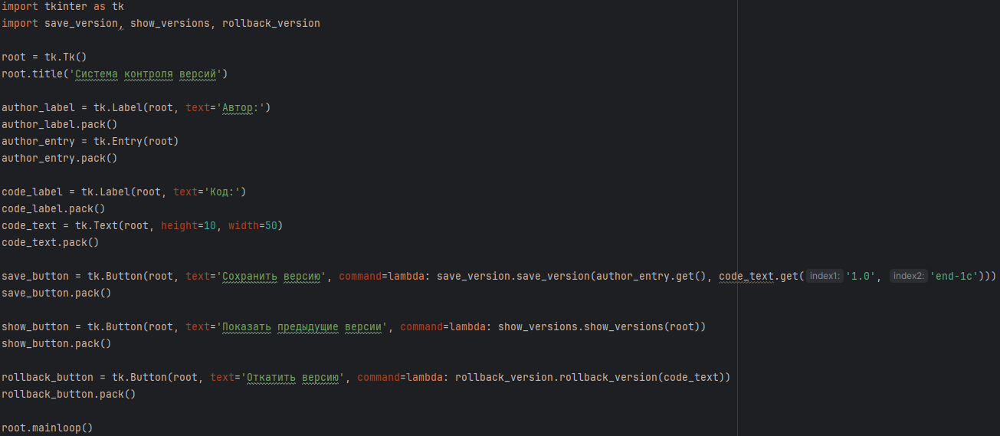 import tkinter as tk
import save_version, show_versions, rollback_version
root = tk.Tk()
root.title('Система контроля версий')
author_label = tk.Label(root, text='Автор:')
author_label.pack()
author_entry = tk.Entry(root)
author_entry.pack()
code_label = tk.Label(root, text='Код:')
code_label.pack()
code_text = tk.Text(root, height=10, width=50)
code_text.pack()
save_button = tk.Button(root, text='Сохранить версию', command=lambda: save_version.save_version(author_entry.get(), code_text.get( index1: '1.0', index2: 'end-1c')))
save_button.pack()
show_button = tk.Button(root, text='Показать предыдущие версии', command=lambda: show_versions.show_versions(root))
show_button.pack()
rollback_button = tk.Button(root, text='Откатить версию', command=lambda: rollback_version.rollback_version(code_text))
rollback_button.pack()
root.mainloop()